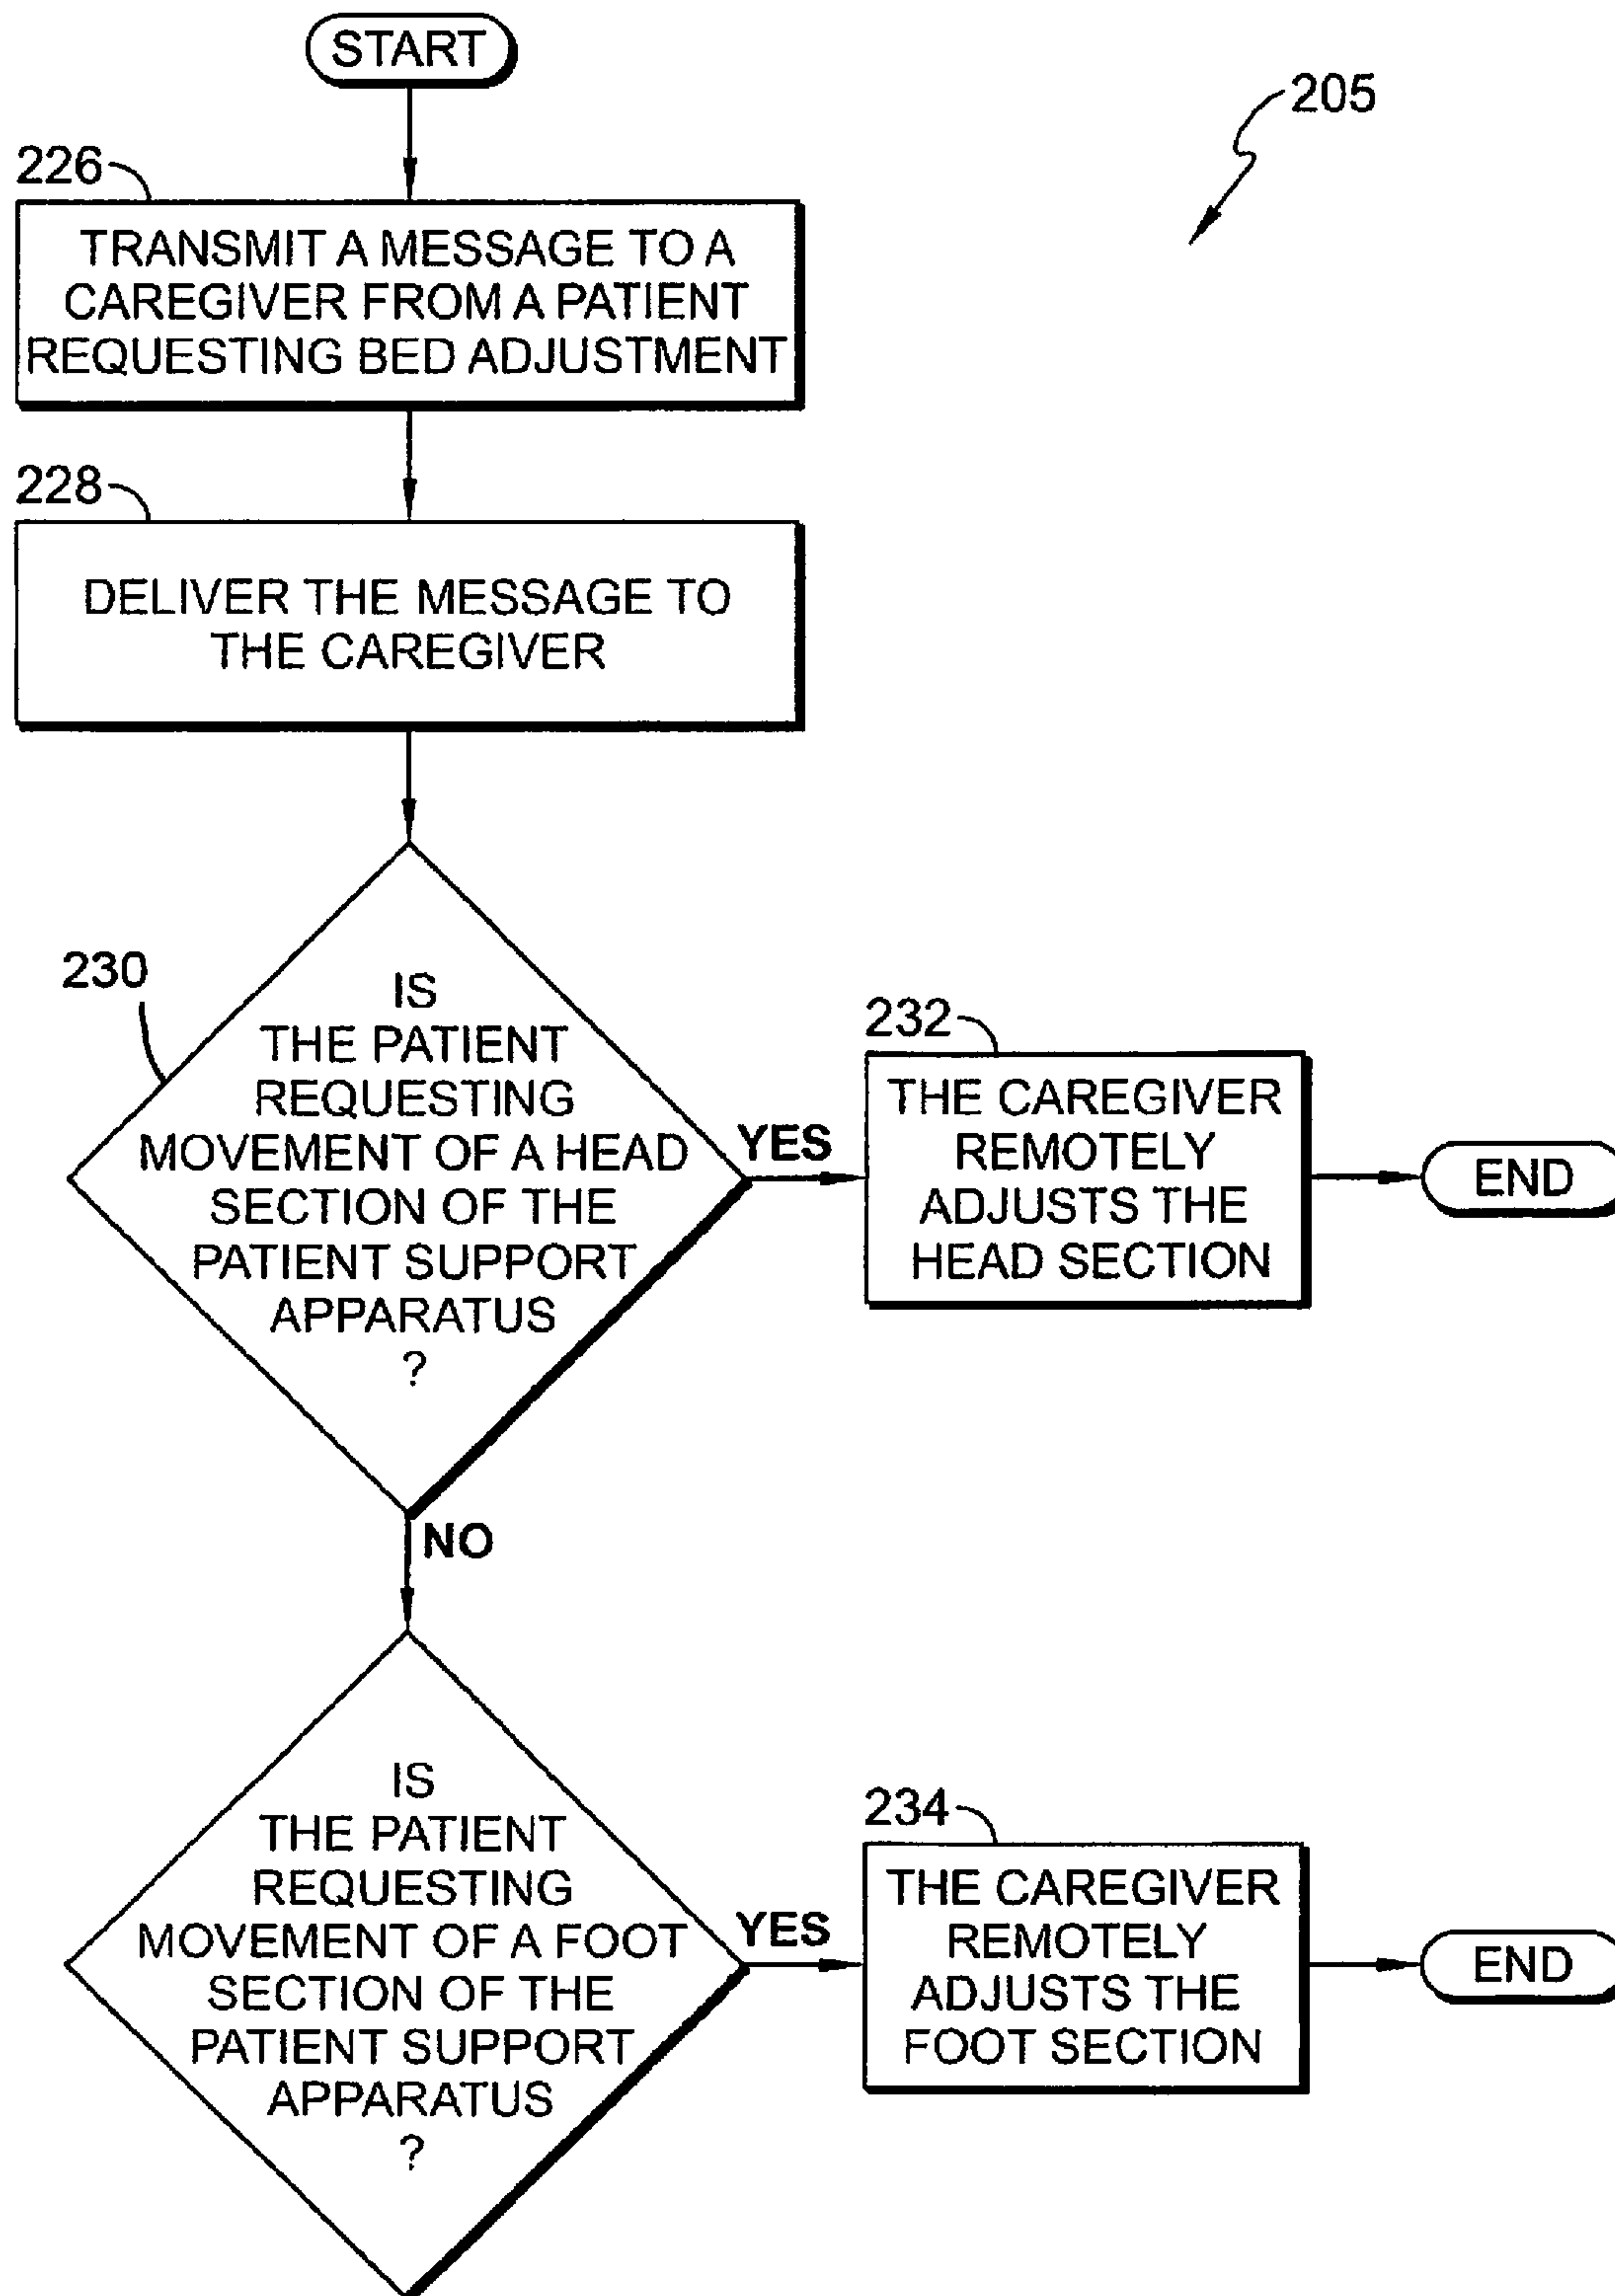 START
205
226
TRANSMIT A MESSAGE TO A
CAREGIVER FROM A PATIENT
REQUESTING BED ADJUSTMENT
228
DELIVER THE MESSAGE TO
THE CAREGIVER
230
IS
THE PATIENT
REQUESTING
MOVEMENT OF A HEAD
SECTION OF THE
PATIENT SUPPORT
APPARATUS
?
YES
232
THE CAREGIVER
REMOTELY
ADJUSTS THE
HEAD SECTION
END
NO
IS
THE PATIENT
REQUESTING
MOVEMENT OF A FOOT
SECTION OF THE
PATIENT SUPPORT
APPARATUS
?
YES
234
THE CAREGIVER
REMOTELY
ADJUSTS THE
FOOT SECTION
END